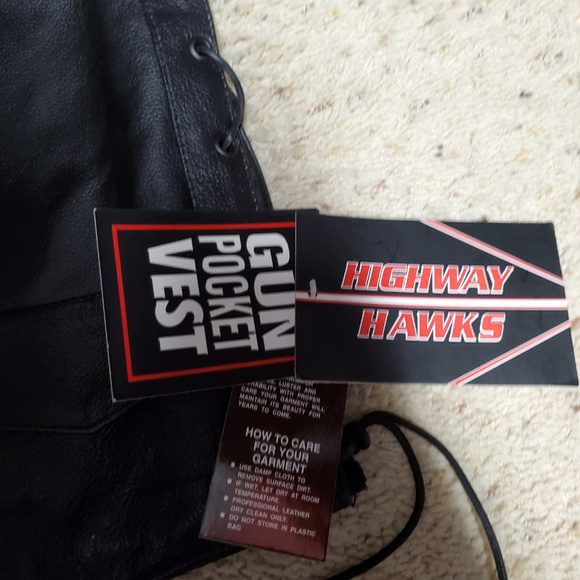 GUN
POCKET
VEST
HIGHWAY
HAWKS
LUSTER AND
DURABILITY WITH PROPER
CARE YOUR GARMENT WILL
MAINTAIN ITS BEAUTY FOR
YEARS TO COME.
HOW TO CARE
FOR YOUR
GARMENT
USE DAMP CLOTH TO
REMOVE SURFACE DIRT.
IF WET, LET DRY AT ROOM
TEMPERATURE.
PROFESSIONAL LEATHER
DRY CLEAN ONLY.
DO NOT STORE IN PLASTIC
BAG